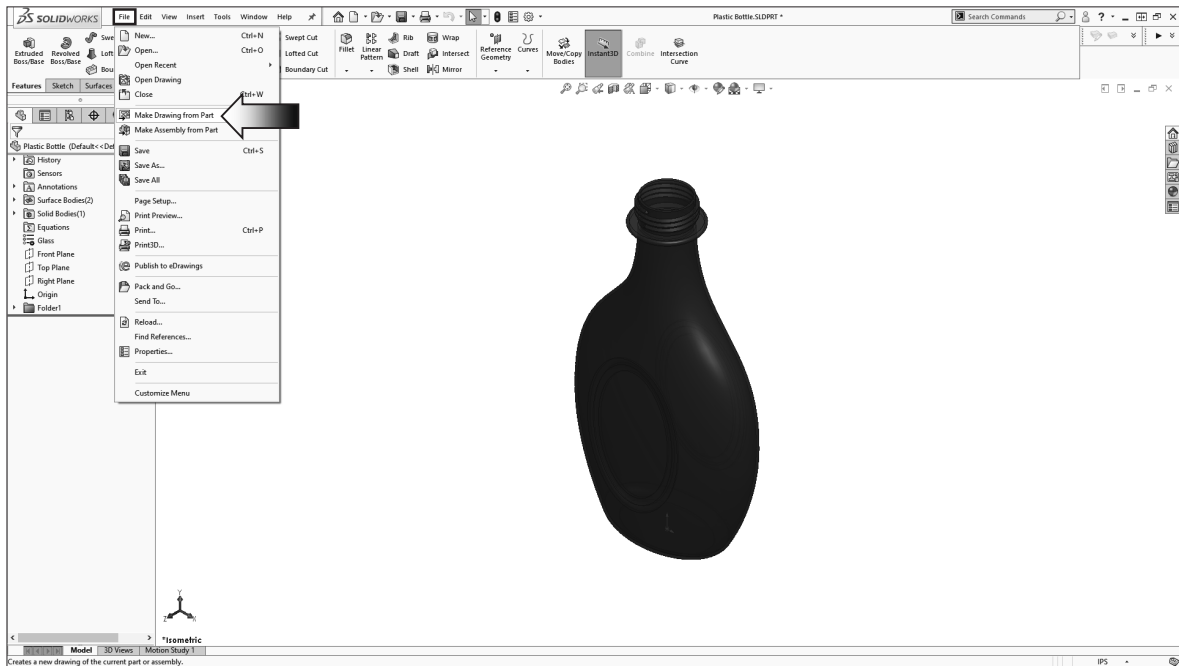 SOLIDWORKS File Edit View Insert Tools Window Help
Plastic Bottle.SLDPRT *
Search Commands
Extruded Boss/Base
Revolved Boss/Base
Swept Cut
Lofted Cut
Boundary Cut
Fillet
Linear Pattern
Rib
Draft
Shell
Wrap
Intersect
Mirror
Reference Geometry
Curves
Move/Copy Bodies
Instant3D
Combine
Intersection Curve
Features Sketch Surfaces
New... Ctrl+N
Open... Ctrl+O
Open Recent
Open Drawing
Close Ctrl+W
Make Drawing from Part
Make Assembly from Part
Save Ctrl+S
Save As...
Save All
Page Setup...
Print Preview...
Print... Ctrl+P
Print3D...
Publish to eDrawings
Pack and Go...
Send To...
Reload...
Find References...
Properties...
Exit
Customize Menu
Plastic Bottle (Default<<De
History
Sensors
Annotations
Surface Bodies(2)
Solid Bodies(1)
Equations
Glass
Front Plane
Top Plane
Right Plane
Origin
Folder1
Y
Z X
*Isometric
Model 3D Views Motion Study 1
Creates a new drawing of the current part or assembly.
IPS